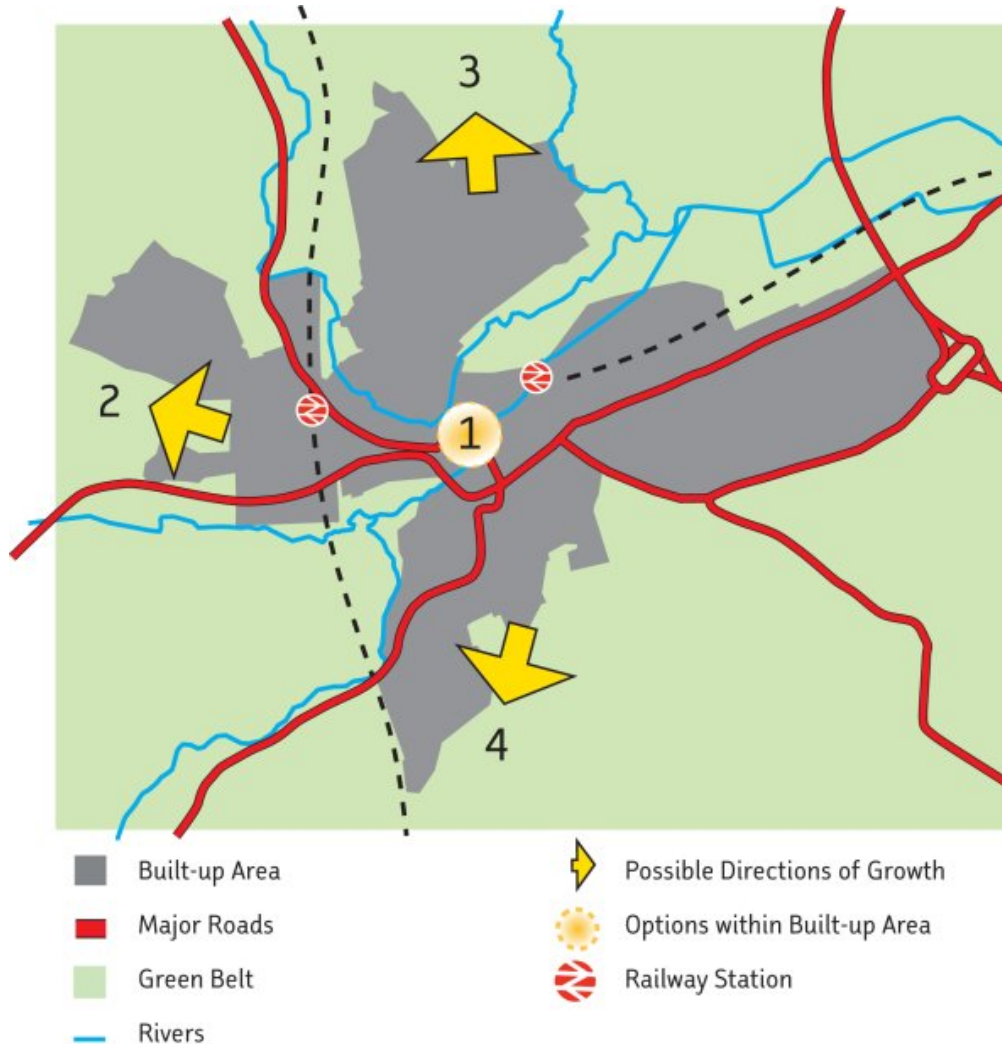 3
2
1
4
Built-up Area
Major Roads
Green Belt
Rivers
Possible Directions of Growth
Options within Built-up Area
Railway Station